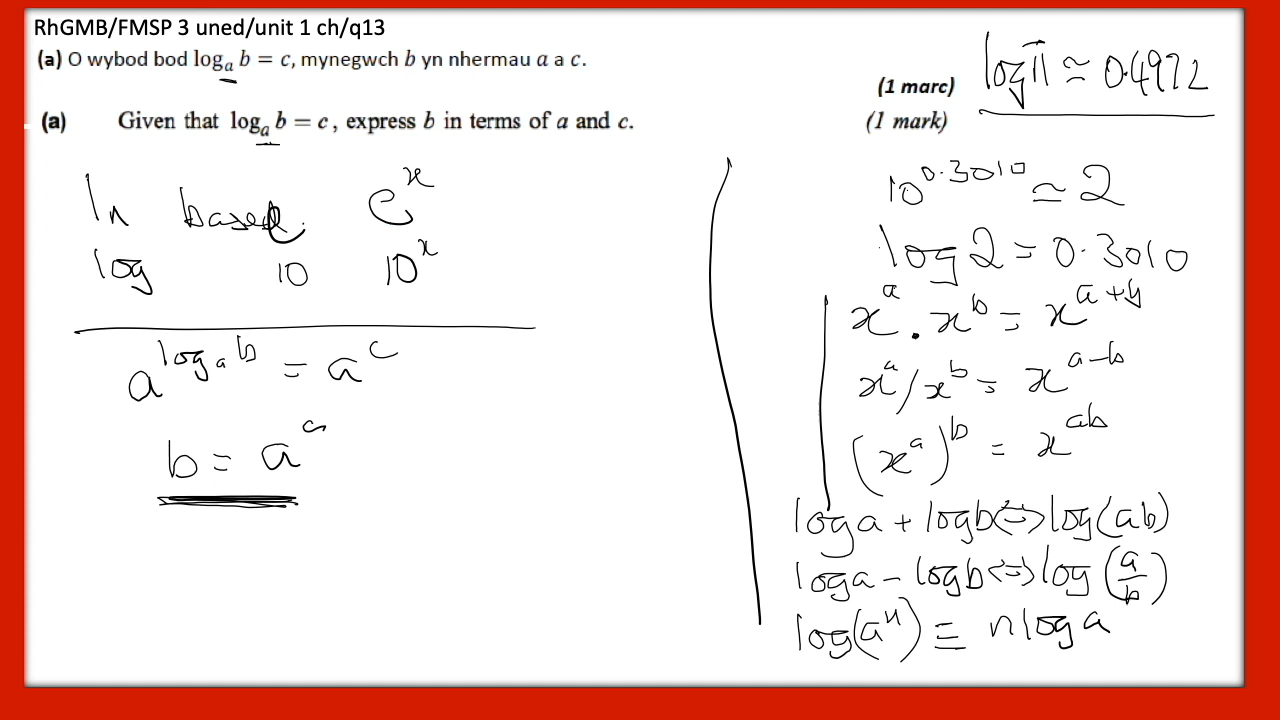 RhGMB/FMSP 3 uned/unit 1 ch/q13
(a) O wybod bod logₐ b = c, mynegwch b yn nhermau a a c.
(1 marc)
log π ≃ 0.4972
(a) Given that logₐ b = c, express b in terms of a and c.
(1 mark)
ln based e eˣ
log 10 10ˣ
a^(logₐ b) = a^c
b = a^c
10^0.3010 ≃ 2
log 2 = 0.3010
x^a . x^b = x^(a+b)
x^a / x^b = x^(a-b)
(x^a)^b = x^(ab)
log a + log b ⇔ log(ab)
log a - log b ⇔ log(a/b)
log(a^n) ≡ n log a